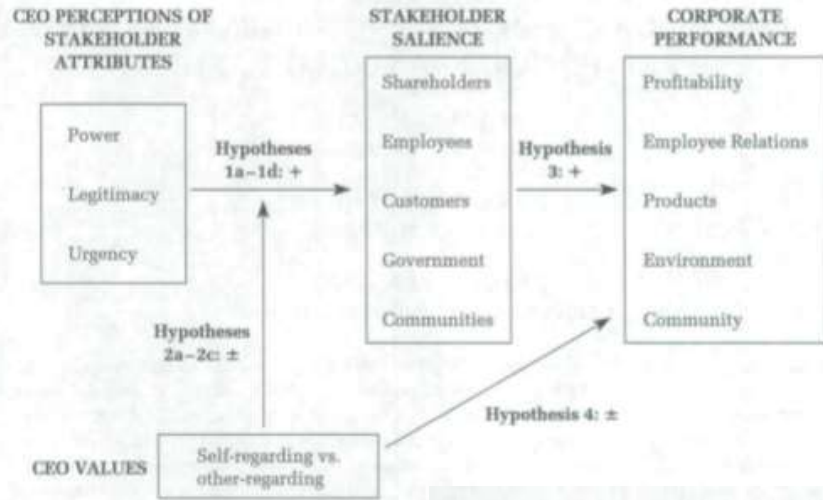 CEO PERCEPTIONS OF
STAKEHOLDER
ATTRIBUTES
Power
Legitimacy
Urgency
Hypotheses
1a–1d: +
STAKEHOLDER
SALIENCE
Shareholders
Employees
Customers
Government
Communities
Hypothesis
3: +
CORPORATE
PERFORMANCE
Profitability
Employee Relations
Products
Environment
Community
Hypotheses
2a–2c: ±
Hypothesis 4: ±
CEO VALUES
Self-regarding vs.
other-regarding